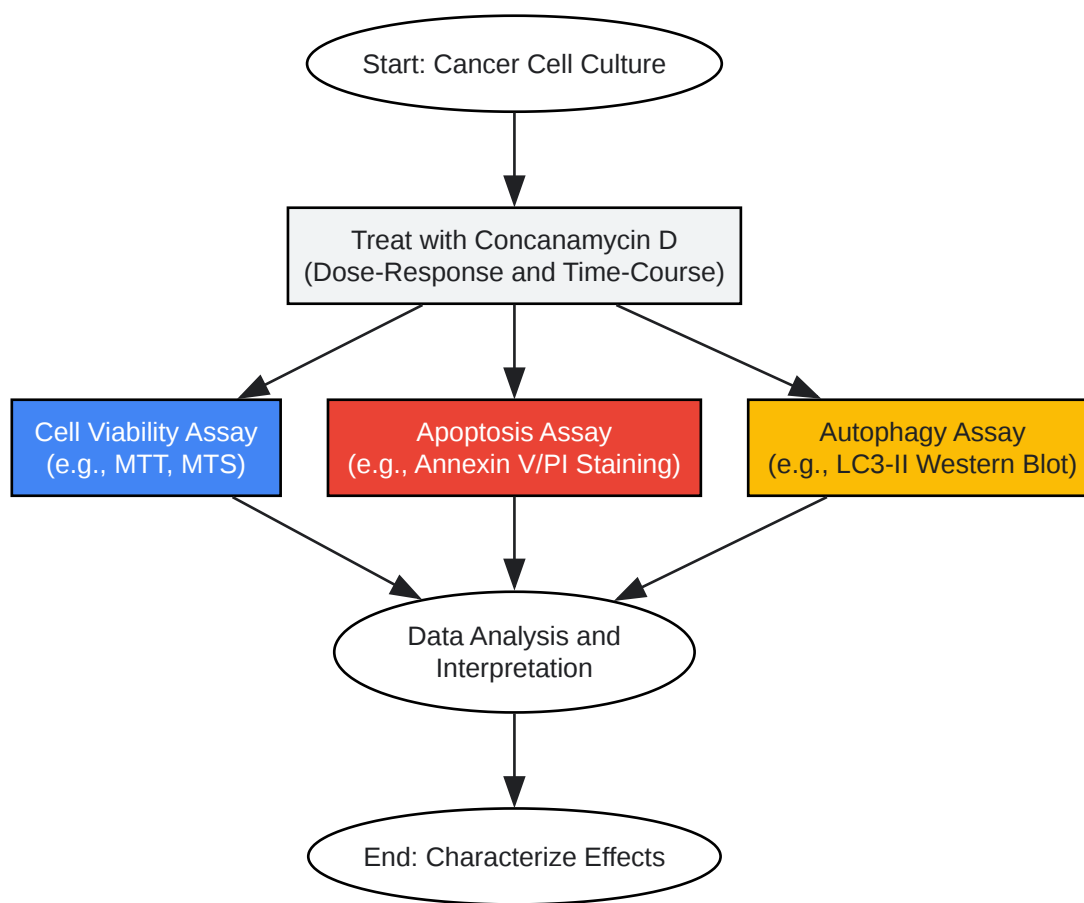 Start: Cancer Cell Culture
Treat with Concanamycin D
(Dose-Response and Time-Course)
Cell Viability Assay
(e.g., MTT, MTS)
Apoptosis Assay
(e.g., Annexin V/PI Staining)
Autophagy Assay
(e.g., LC3-II Western Blot)
Data Analysis and
Interpretation
End: Characterize Effects